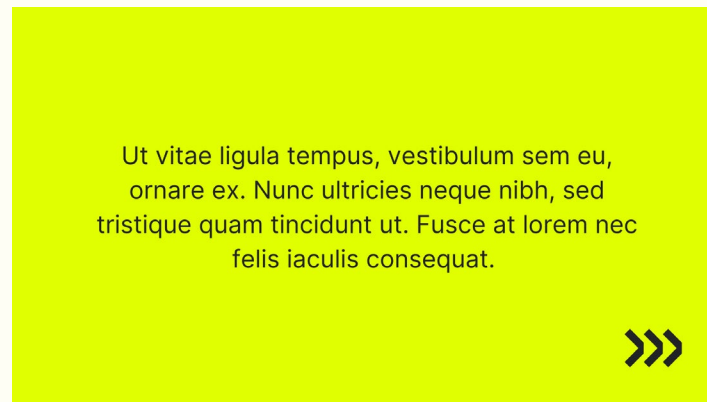 Ut vitae ligula tempus, vestibulum sem eu,
ornare ex. Nunc ultricies neque nibh, sed
tristique quam tincidunt ut. Fusce at lorem nec
felis iaculis consequat.